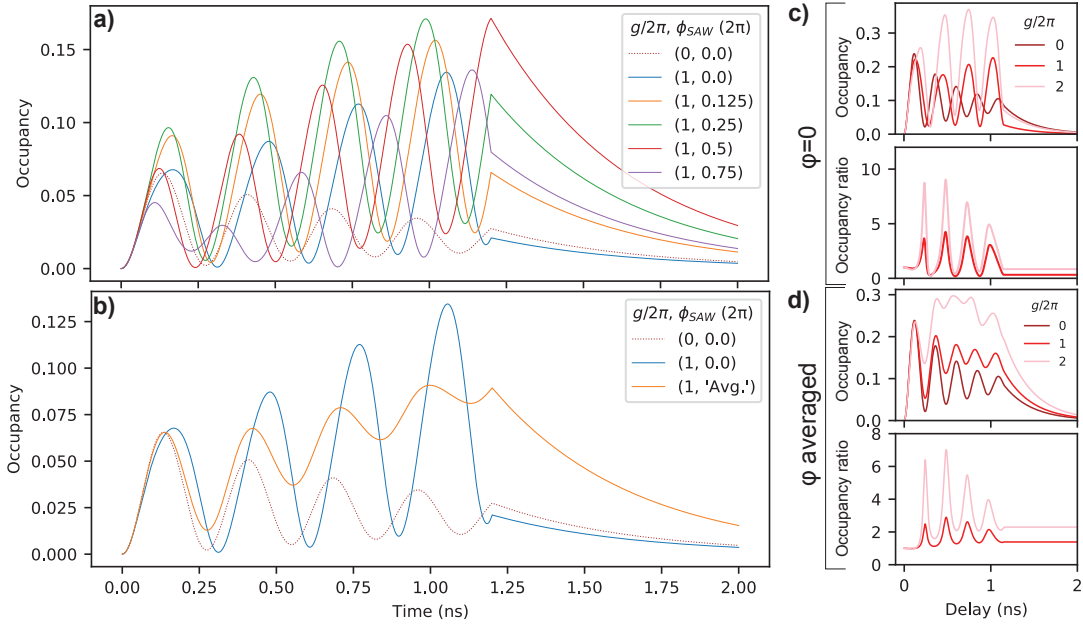 a)
Occupancy
0.15
0.10
0.05
0.00
g/2π, ϕSAW (2π)
(0, 0.0)
(1, 0.0)
(1, 0.125)
(1, 0.25)
(1, 0.5)
(1, 0.75)
b)
Occupancy
0.125
0.100
0.075
0.050
0.025
0.000
g/2π, ϕSAW (2π)
(0, 0.0)
(1, 0.0)
(1, 'Avg.')
0.00 0.25 0.50 0.75 1.00 1.25 1.50 1.75 2.00
Time (ns)
c)
φ=0
Occupancy
0.3
0.2
0.1
0.0
g/2π
0
1
2
Occupancy ratio
10
5
0
d)
φ averaged
Occupancy
0.3
0.2
0.1
0.0
g/2π
0
1
2
Occupancy ratio
8
6
4
2
0
0 1 2
Delay (ns)